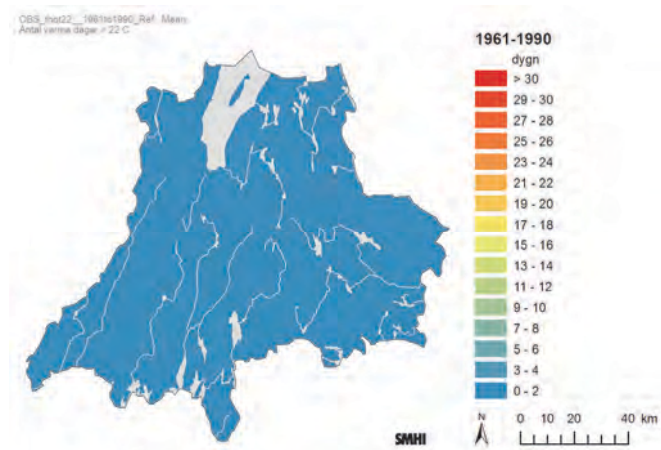 OBS_thist22__1961to1990_Ref Mean
Antal varma dagar > 22 C
1961-1990
dygn
> 30
29 - 30
27 - 28
25 - 26
23 - 24
21 - 22
19 - 20
17 - 18
15 - 16
13 - 14
11 - 12
9 - 10
7 - 8
5 - 6
3 - 4
0 - 2
SMHI
N
0 10 20 40 km